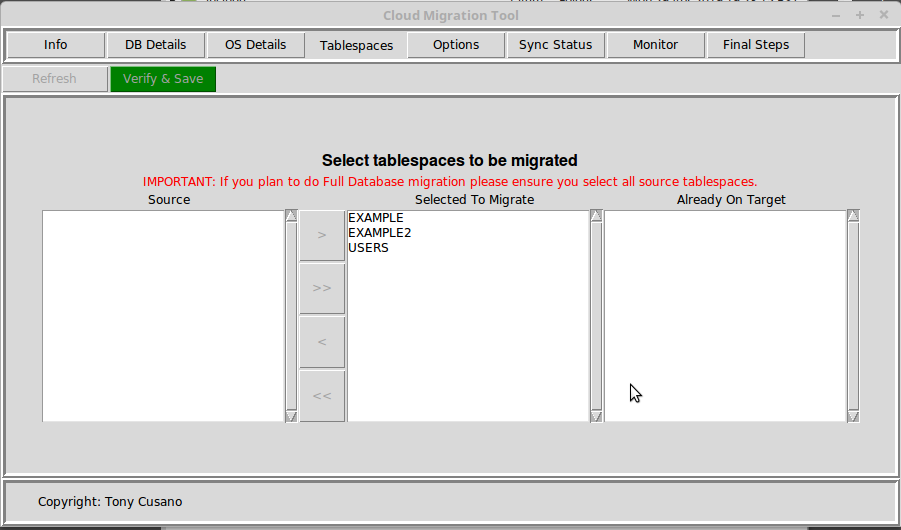 Cloud Migration Tool
Info DB Details OS Details Tablespaces Options Sync Status Monitor Final Steps
Refresh Verify & Save
Select tablespaces to be migrated
IMPORTANT: If you plan to do Full Database migration please ensure you select all source tablespaces.
Source Selected To Migrate Already On Target
EXAMPLE
EXAMPLE2
USERS
>
>>
<
<<
Copyright: Tony Cusano